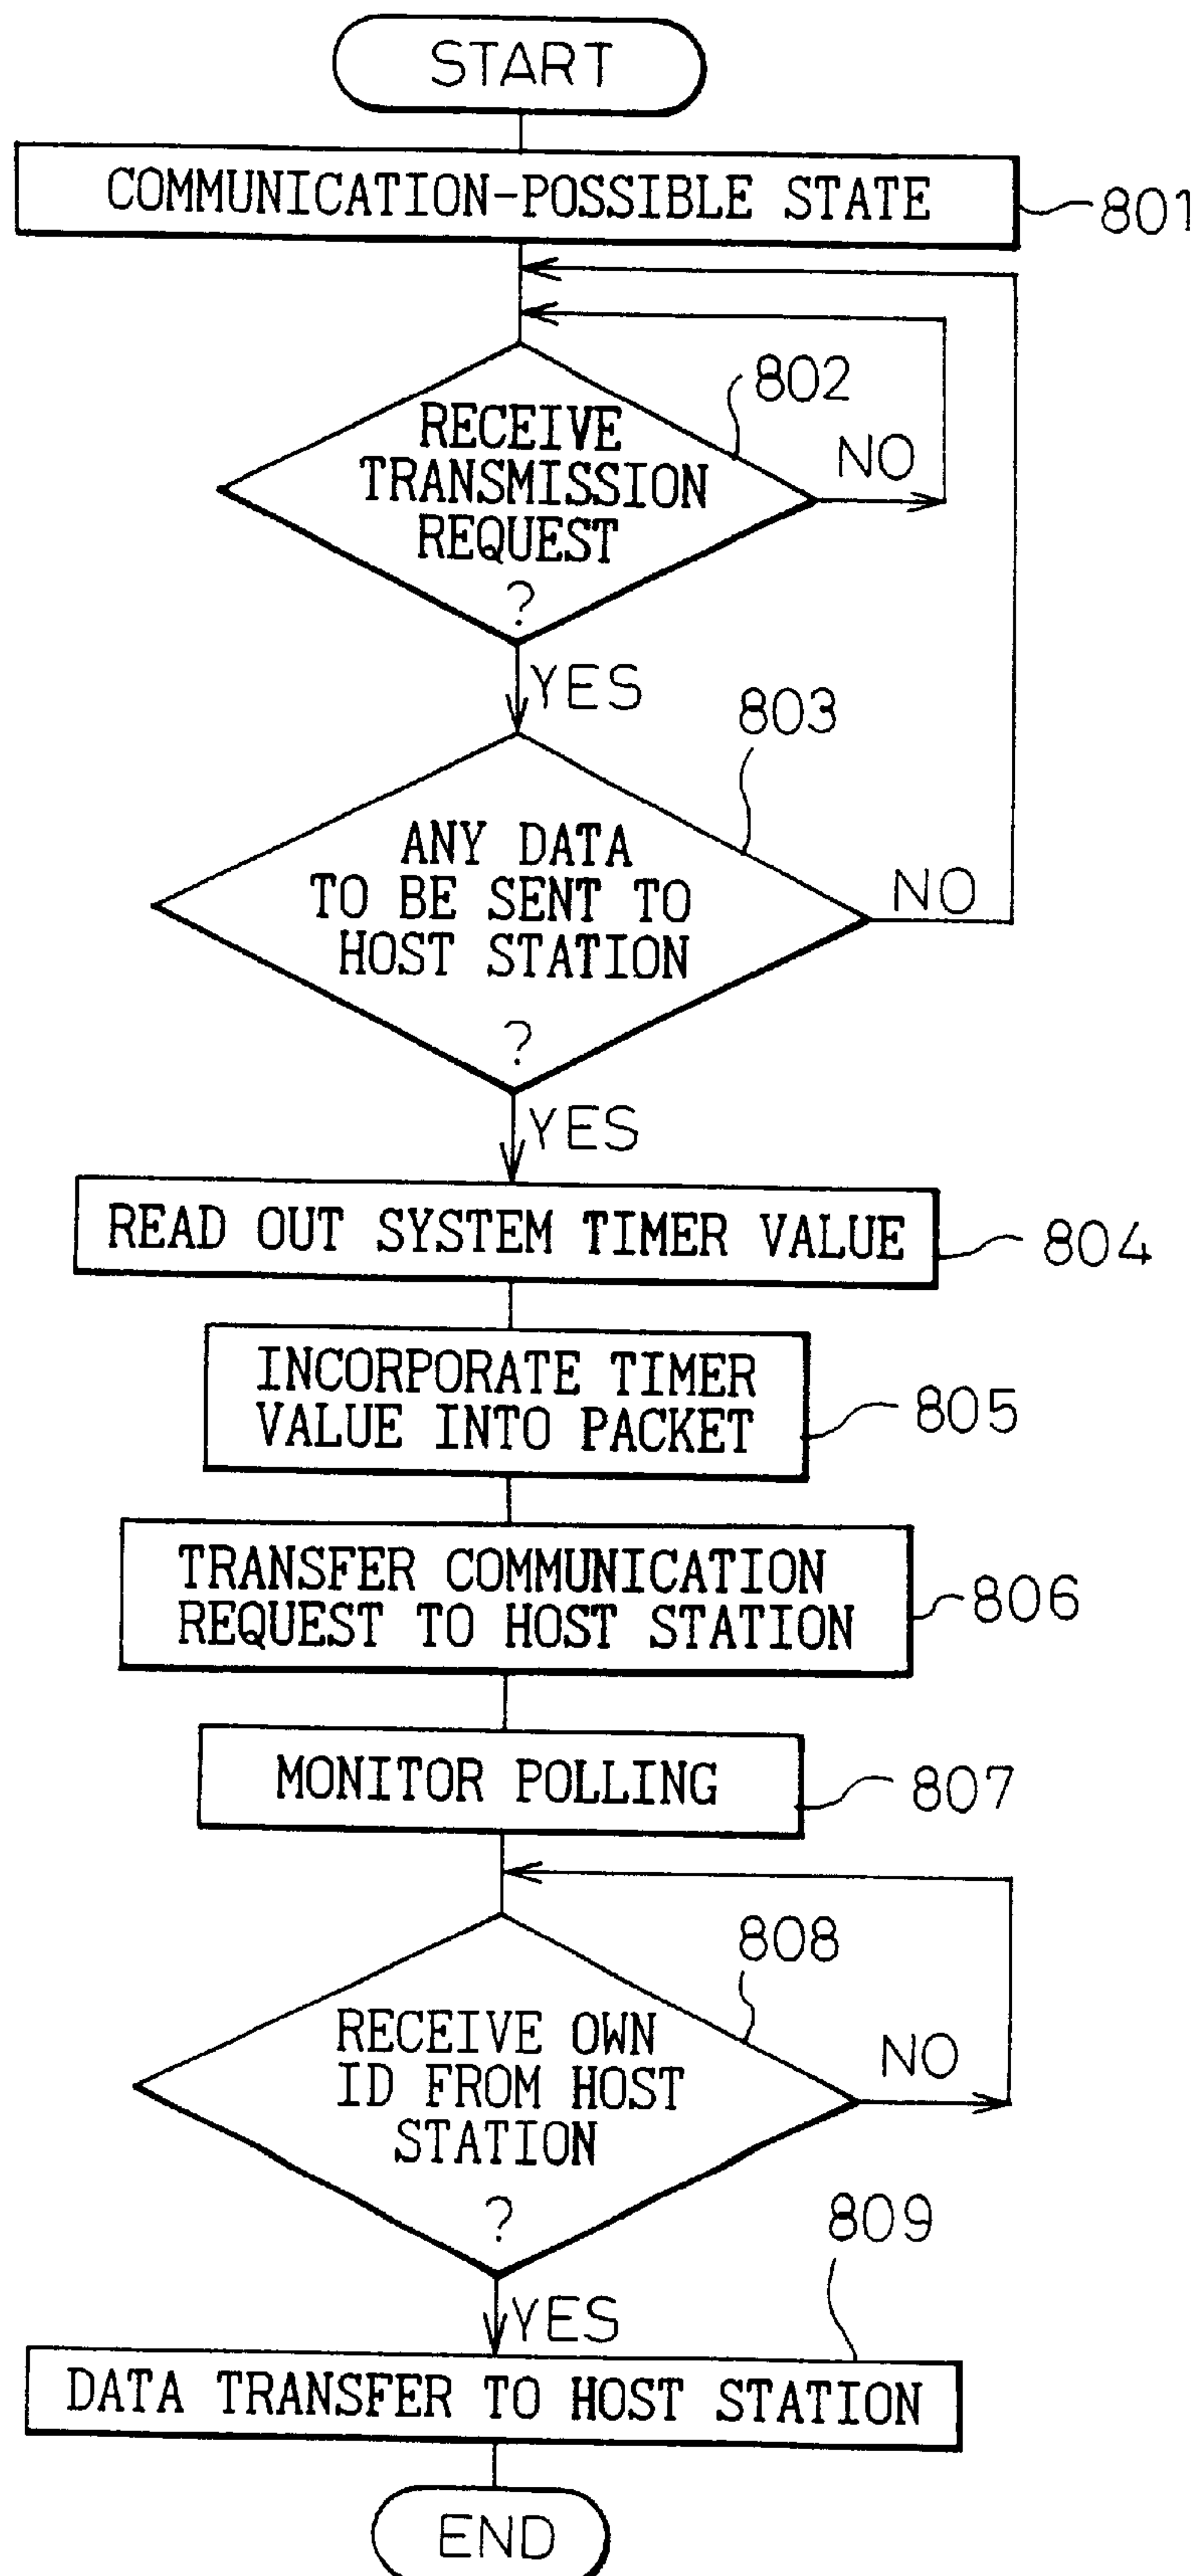 START
COMMUNICATION-POSSIBLE STATE
801
802
RECEIVE
TRANSMISSION
REQUEST
?
NO
YES
803
ANY DATA
TO BE SENT TO
HOST STATION
?
NO
YES
READ OUT SYSTEM TIMER VALUE
804
INCORPORATE TIMER
VALUE INTO PACKET
805
TRANSFER COMMUNICATION
REQUEST TO HOST STATION
806
MONITOR POLLING
807
808
RECEIVE OWN
ID FROM HOST
STATION
?
NO
YES
809
DATA TRANSFER TO HOST STATION
END